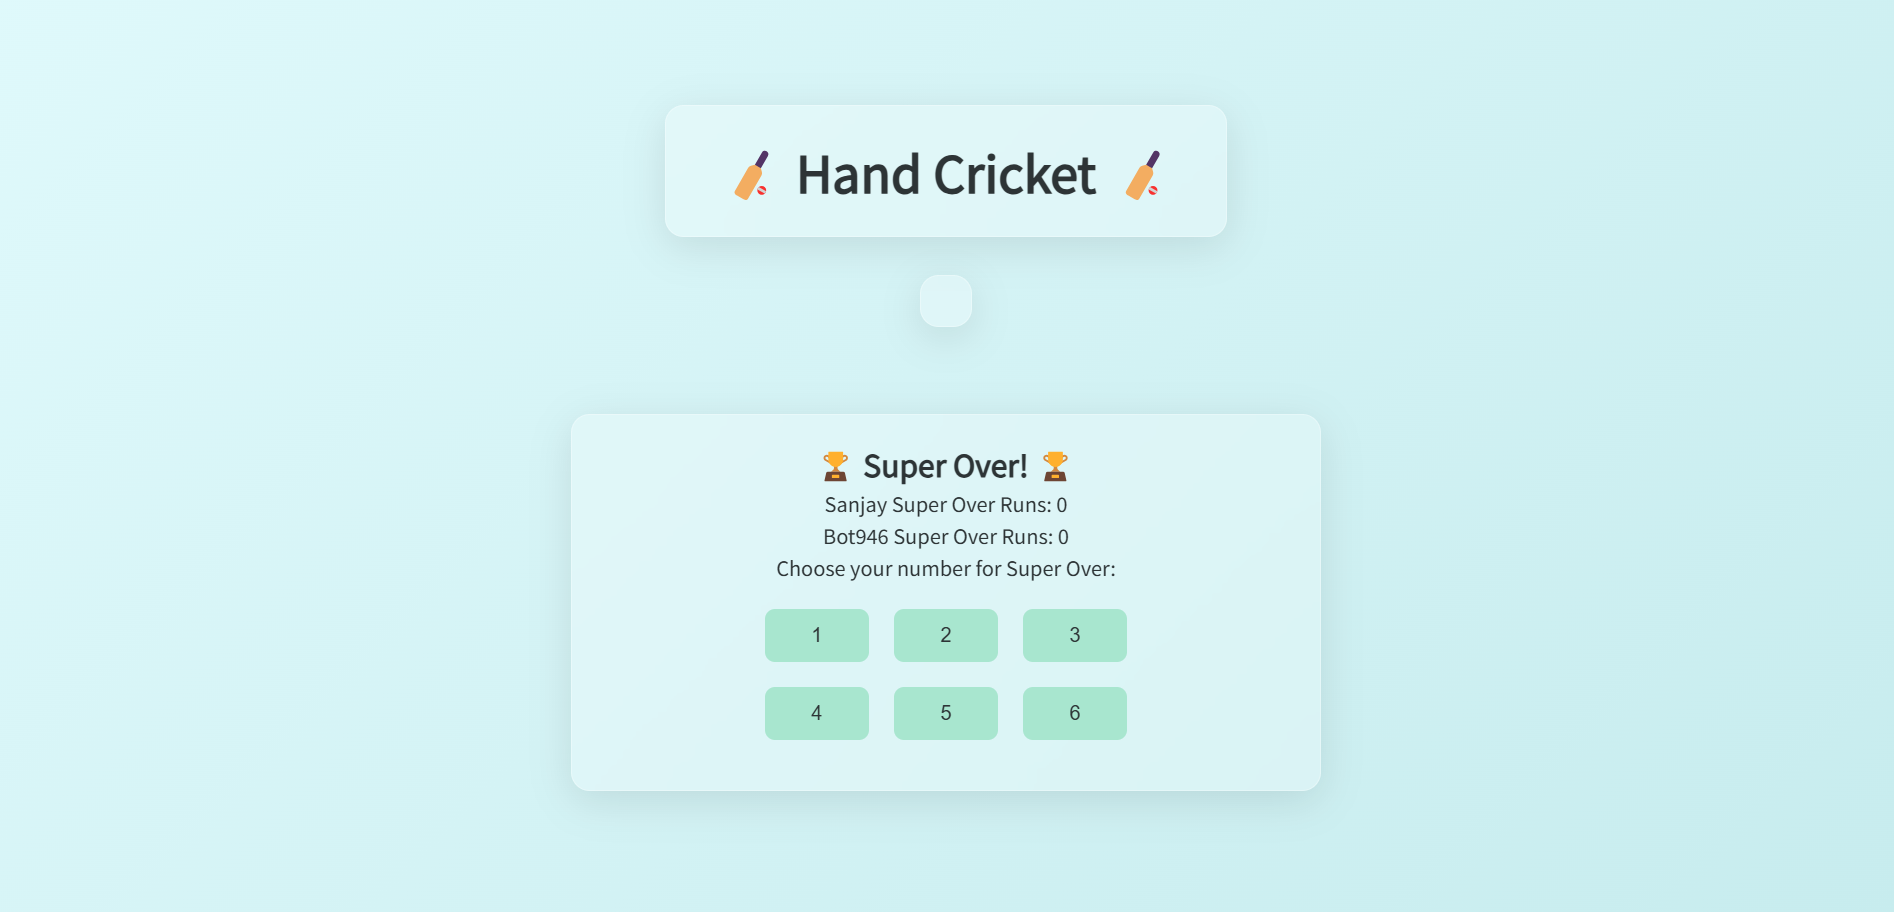 Hand Cricket
Super Over!
Sanjay Super Over Runs: 0
Bot946 Super Over Runs: 0
Choose your number for Super Over:
1 2 3
4 5 6